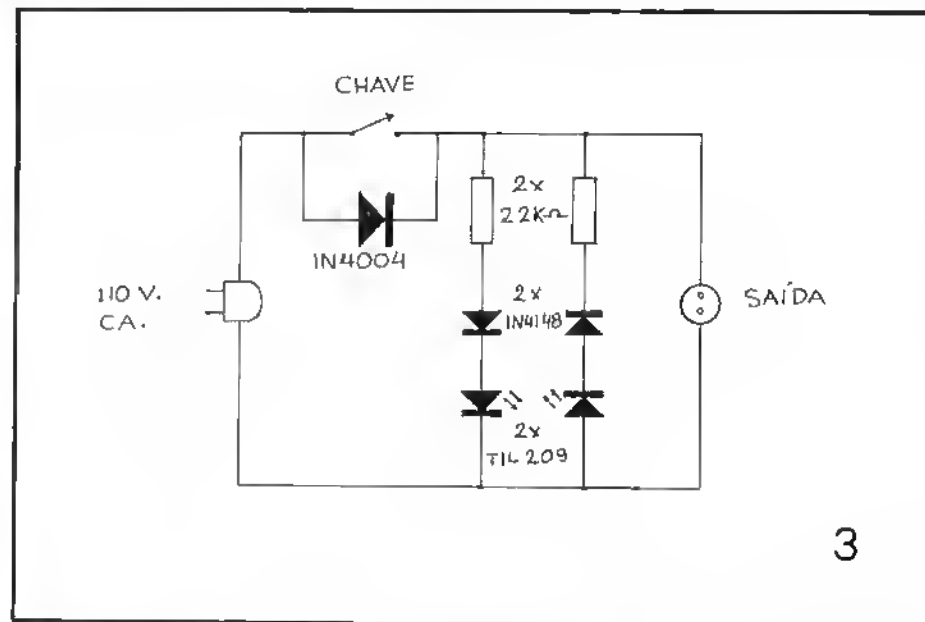 CHAVE
2x
22KΩ
1N4004
110 V.
CA.
2x
1N4148
SAÍDA
2x
TIL 209
3